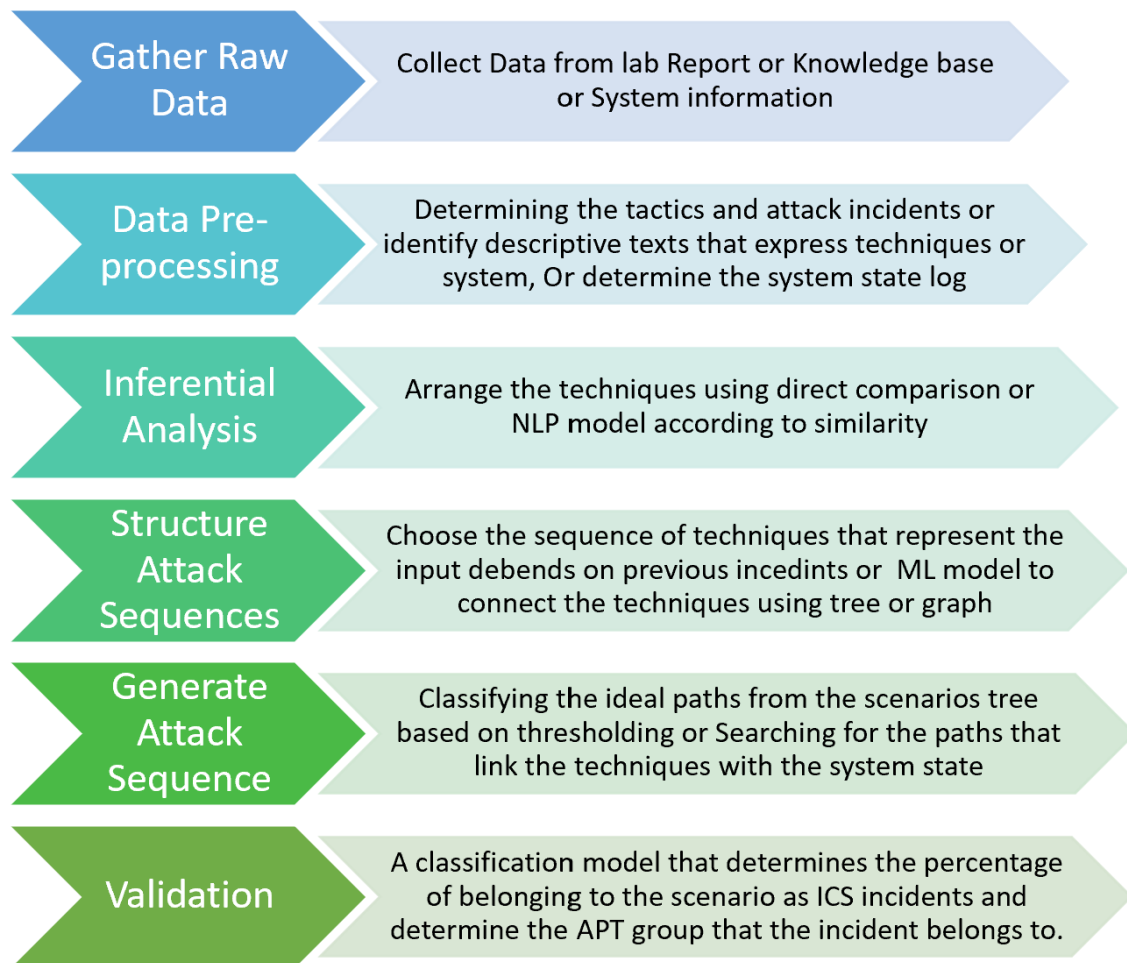 Gather Raw
Data
Collect Data from lab Report or Knowledge base
or System information
Data Pre-
processing
Determining the tactics and attack incidents or
identify descriptive texts that express techniques or
system, Or determine the system state log
Inferential
Analysis
Arrange the techniques using direct comparison or
NLP model according to similarity
Structure
Attack
Sequences
Choose the sequence of techniques that represent the
input debends on previous incedints or ML model to
connect the techniques using tree or graph
Generate
Attack
Sequence
Classifying the ideal paths from the scenarios tree
based on thresholding or Searching for the paths that
link the techniques with the system state
Validation
A classification model that determines the percentage
of belonging to the scenario as ICS incidents and
determine the APT group that the incident belongs to.